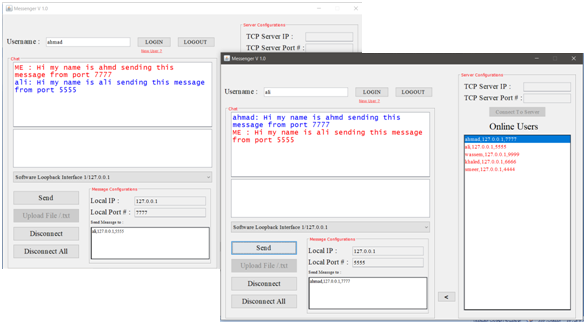 Messenger V 1.0
Username :
ahmad
LOGIN
LOGOUT
New User ?
Server Configurations
TCP Server IP :
TCP Server Port # :
Chat
ME : Hi my name is ahmd sending this
message from port 7777
ali: Hi my name is ali sending this message
from port 5555
Software Loopback Interface 1/127.0.0.1
Send
Upload File / .txt
Disconnect
Disconnect All
Message Configurations
Local IP :
127.0.0.1
Local Port # :
7777
Send Message to :
ali,127.0.0.1,5555
Messenger V 1.0
Username :
ali
LOGIN
LOGOUT
New User ?
Chat
ahmad: Hi my name is ahmd sending this
message from port 7777
ME : Hi my name is ali sending this message
from port 5555
Software Loopback Interface 1/127.0.0.1
Send
Upload File / .txt
Disconnect
Disconnect All
Message Configurations
Local IP :
127.0.0.1
Local Port # :
5555
Send Message to :
ahmad,127.0.0.1,7777
<
Server Configurations
TCP Server IP :
TCP Server Port # :
Connect To Server
Online Users
ahmad,127.0.0.1,7777
ali,127.0.0.1,5555
waseem,127.0.0.1,9999
khaled,127.0.0.1,6666
ameer,127.0.0.1,4444